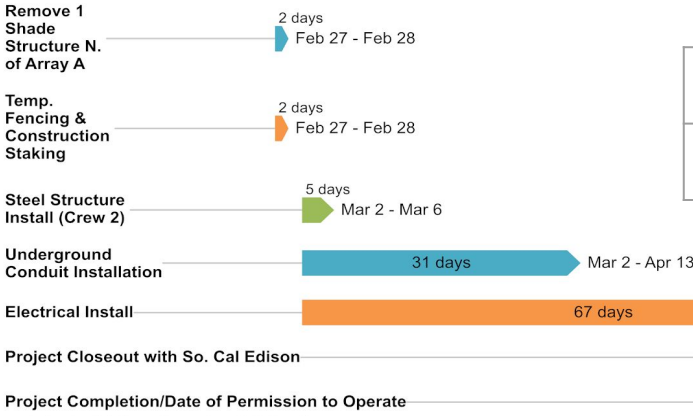 Remove 1
Shade
Structure N.
of Array A
2 days
Feb 27 - Feb 28
Temp.
Fencing &
Construction
Staking
2 days
Feb 27 - Feb 28
Steel Structure
Install (Crew 2)
5 days
Mar 2 - Mar 6
Underground
Conduit Installation
31 days
Mar 2 - Apr 13
Electrical Install
67 days
Project Closeout with So. Cal Edison
Project Completion/Date of Permission to Operate